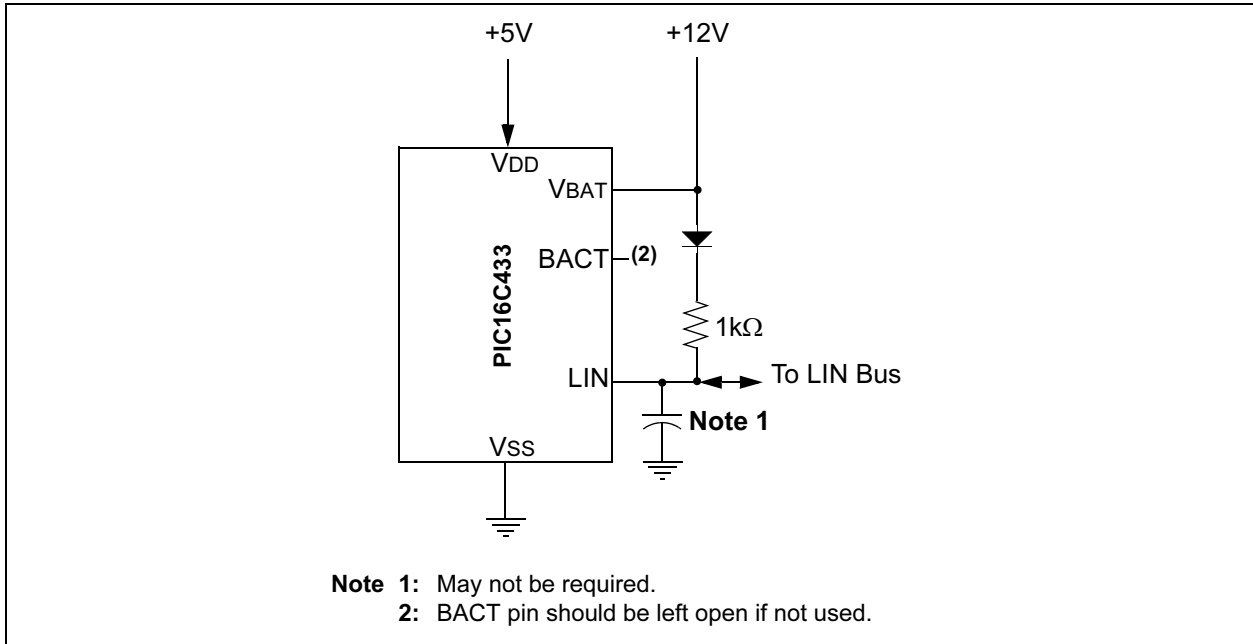 +5V
+12V
VDD
VBAT
BACT
(2)
PIC16C433
1kΩ
LIN
To LIN Bus
Note 1
VSS
Note 1: May not be required.
2: BACT pin should be left open if not used.